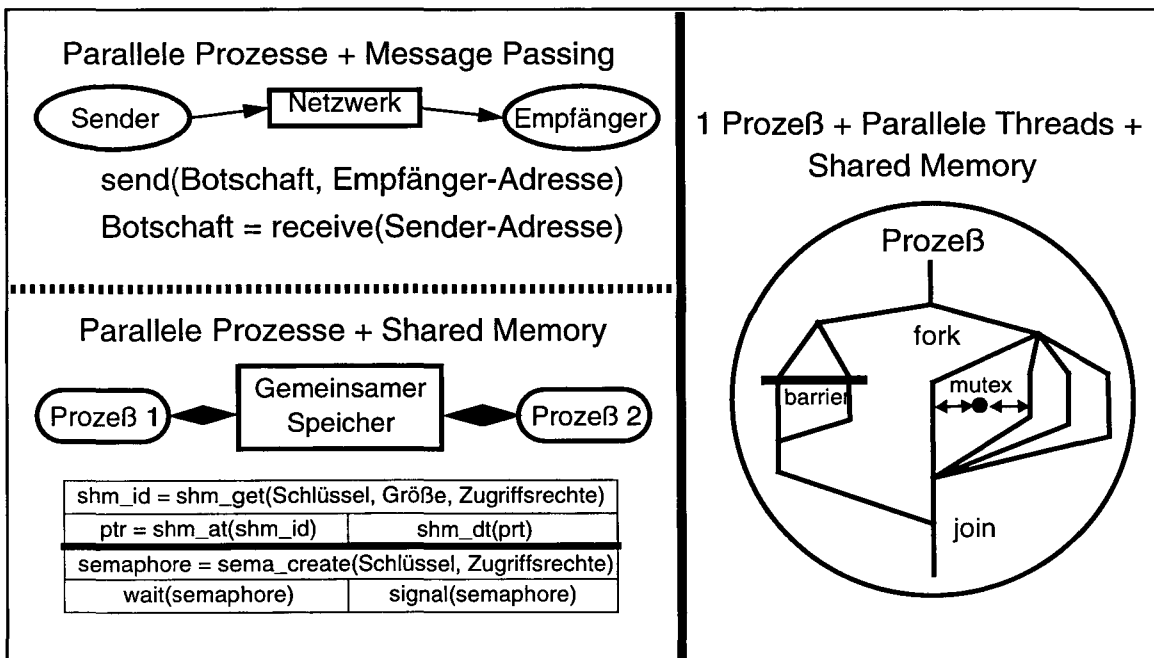 Parallele Prozesse + Message Passing
Sender
Netzwerk
Empfänger
send(Botschaft, Empfänger-Adresse)
Botschaft = receive(Sender-Adresse)
Parallele Prozesse + Shared Memory
Prozeß 1
Gemeinsamer
Speicher
Prozeß 2
shm_id = shm_get(Schlüssel, Größe, Zugriffsrechte)
ptr = shm_at(shm_id) shm_dt(prt)
semaphore = sema_create(Schlüssel, Zugriffsrechte)
wait(semaphore) signal(semaphore)
1 Prozeß + Parallele Threads +
Shared Memory
Prozeß
fork
barrier
mutex
join